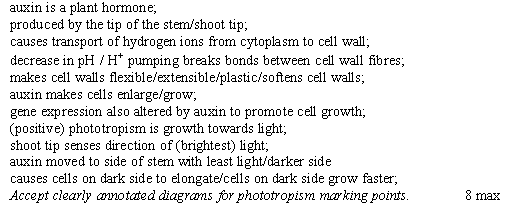 auxin is a plant hormone;
produced by the tip of the stem/shoot tip;
causes transport of hydrogen ions from cytoplasm to cell wall;
decrease in pH / H⁺ pumping breaks bonds between cell wall fibres;
makes cell walls flexible/extensible/plastic/softens cell walls;
auxin makes cells enlarge/grow;
gene expression also altered by auxin to promote cell growth;
(positive) phototropism is growth towards light;
shoot tip senses direction of (brightest) light;
auxin moved to side of stem with least light/darker side
causes cells on dark side to elongate/cells on dark side grow faster;
Accept clearly annotated diagrams for phototropism marking points. 8 max